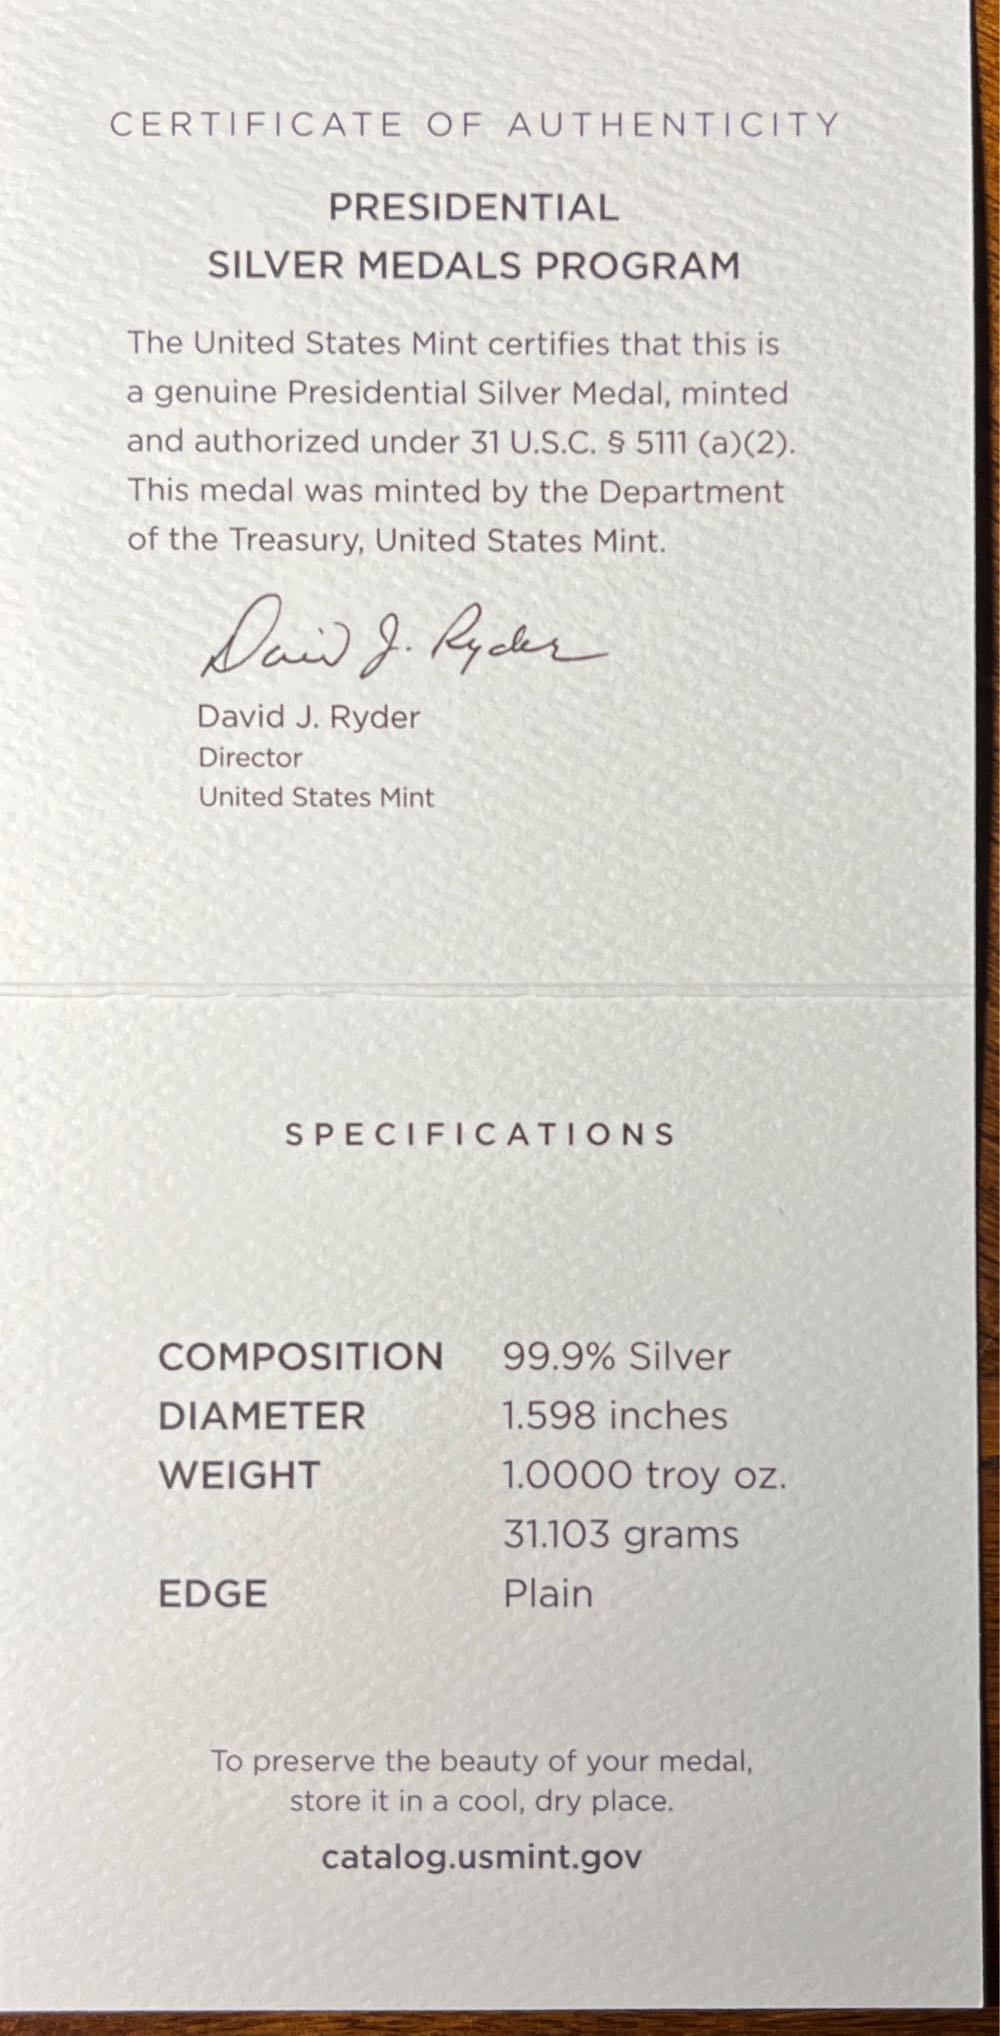 CERTIFICATE OF AUTHENTICITY
PRESIDENTIAL
SILVER MEDALS PROGRAM
The United States Mint certifies that this is
a genuine Presidential Silver Medal, minted
and authorized under 31 U.S.C. § 5111 (a)(2).
This medal was minted by the Department
of the Treasury, United States Mint.
David J. Ryder
David J. Ryder
Director
United States Mint
SPECIFICATIONS
COMPOSITION 99.9% Silver
DIAMETER 1.598 inches
WEIGHT 1.0000 troy oz.
31.103 grams
EDGE Plain
To preserve the beauty of your medal,
store it in a cool, dry place.
catalog.usmint.gov